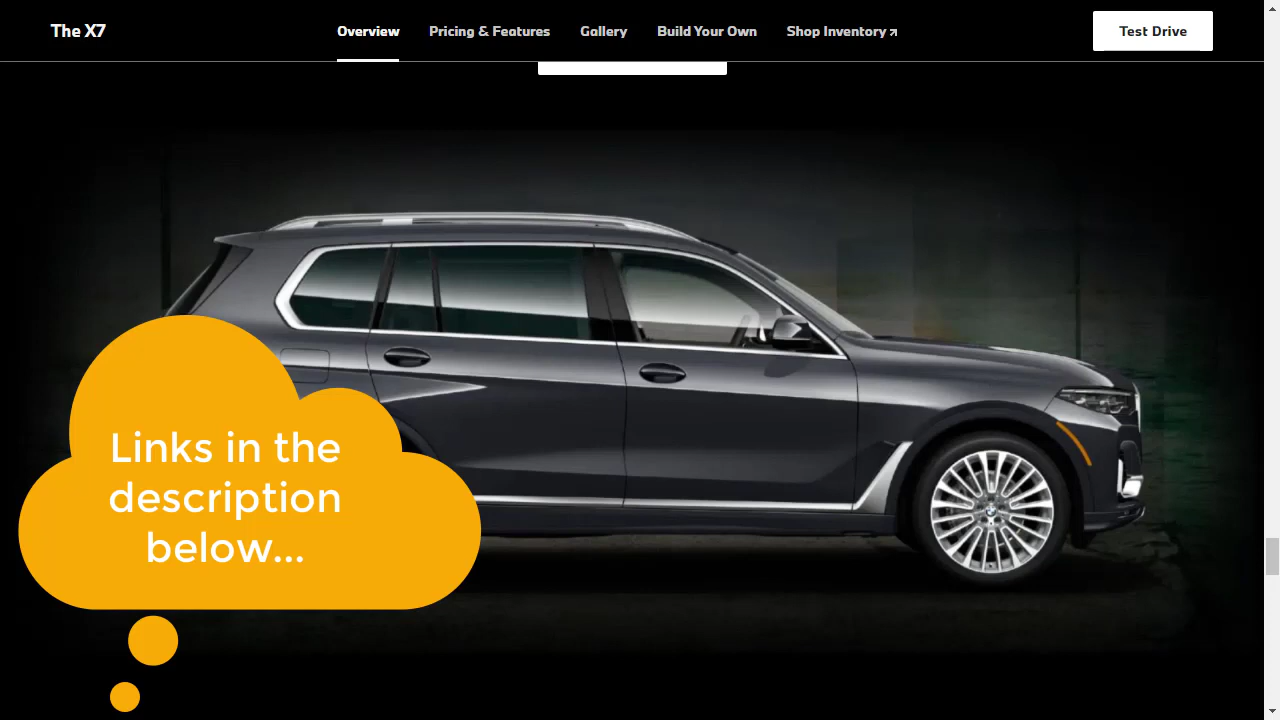 The X7
Overview
Pricing & Features
Gallery
Build Your Own
Shop Inventory
Test Drive
Links in the
description
below...